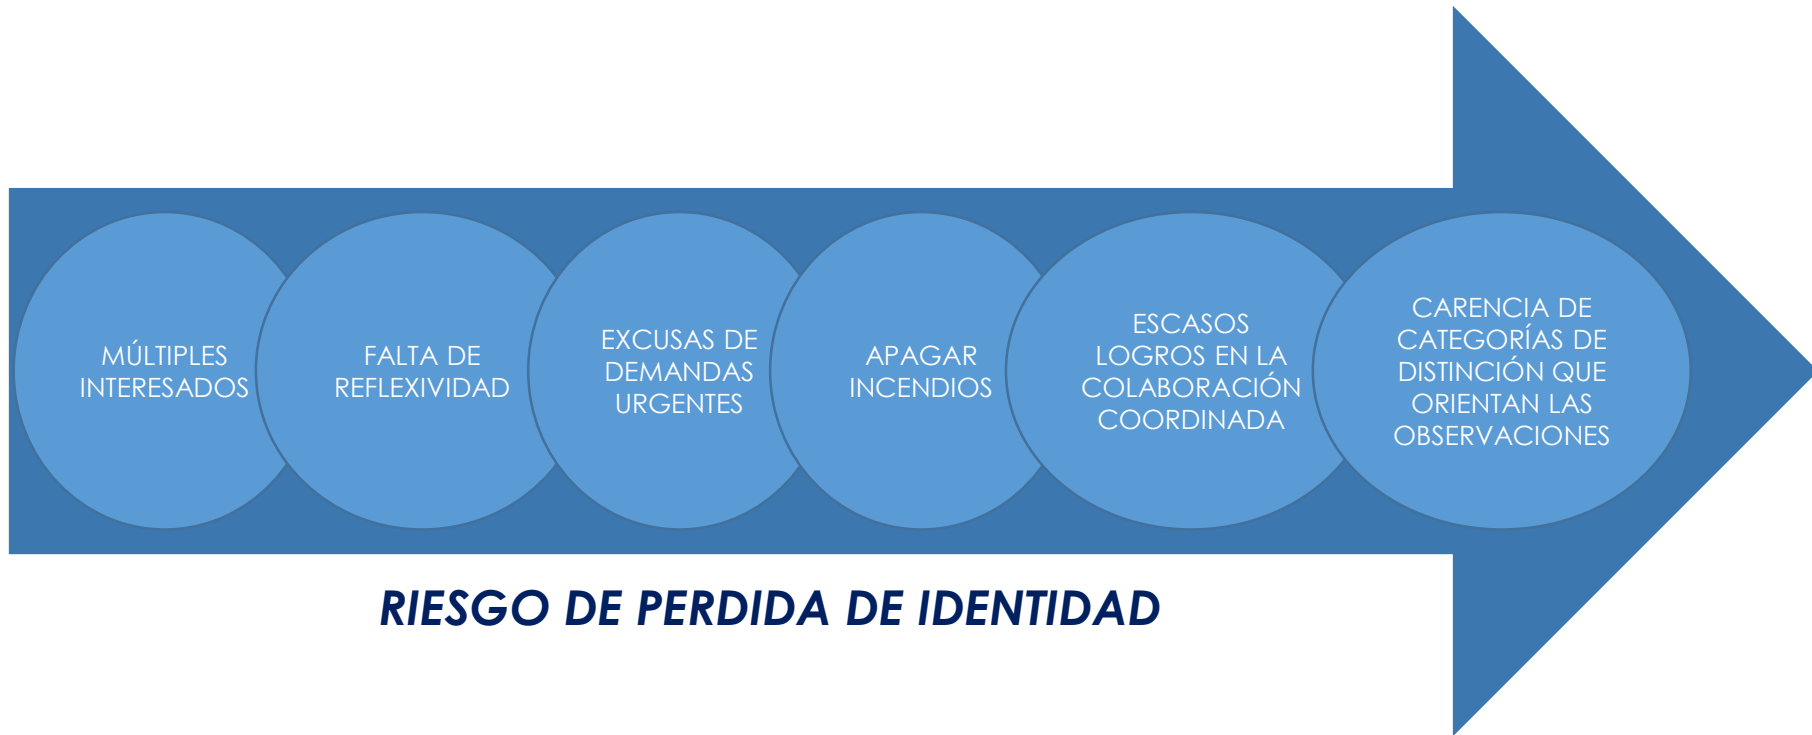 MÚLTIPLES
INTERESADOS
FALTA DE
REFLEXIVIDAD
EXCUSAS DE
DEMANDAS
URGENTES
APAGAR
INCENDIOS
ESCASOS
LOGROS EN LA
COLABORACIÓN
COORDINADA
CARENCIA DE
CATEGORÍAS DE
DISTINCIÓN QUE
ORIENTAN LAS
OBSERVACIONES
RIESGO DE PERDIDA DE IDENTIDAD